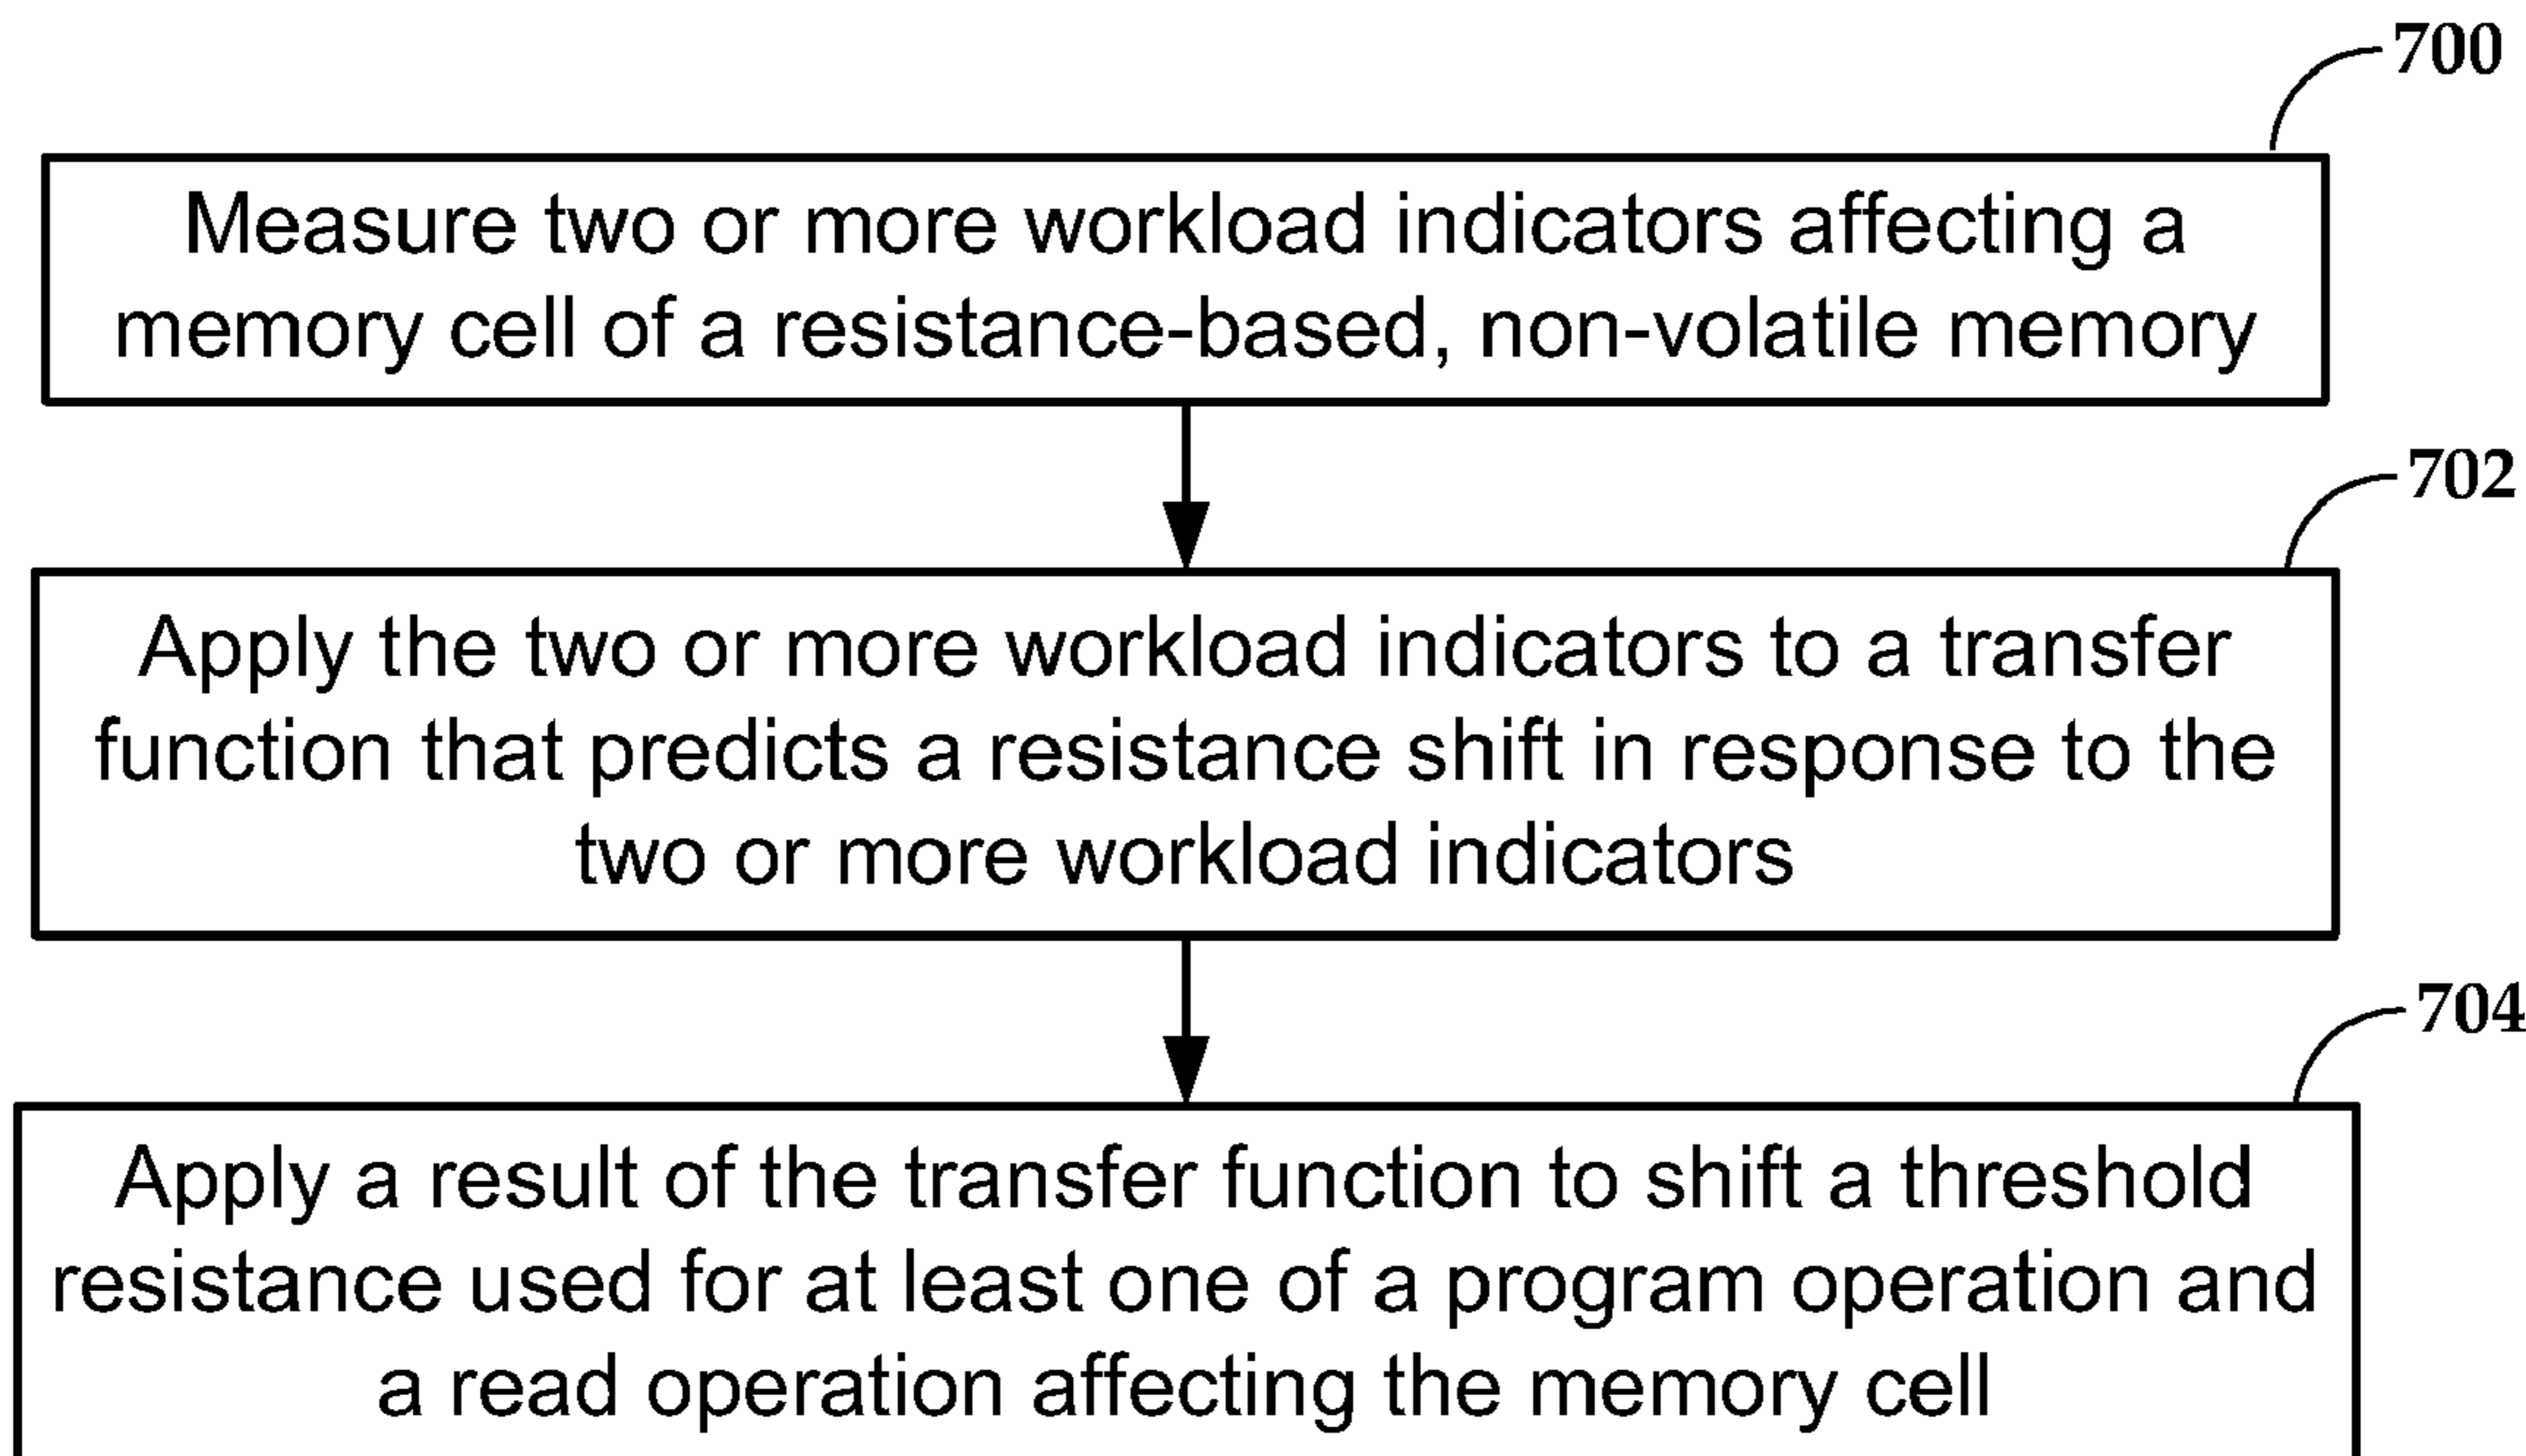 700
Measure two or more workload indicators affecting a
memory cell of a resistance-based, non-volatile memory
702
Apply the two or more workload indicators to a transfer
function that predicts a resistance shift in response to the
two or more workload indicators
704
Apply a result of the transfer function to shift a threshold
resistance used for at least one of a program operation and
a read operation affecting the memory cell